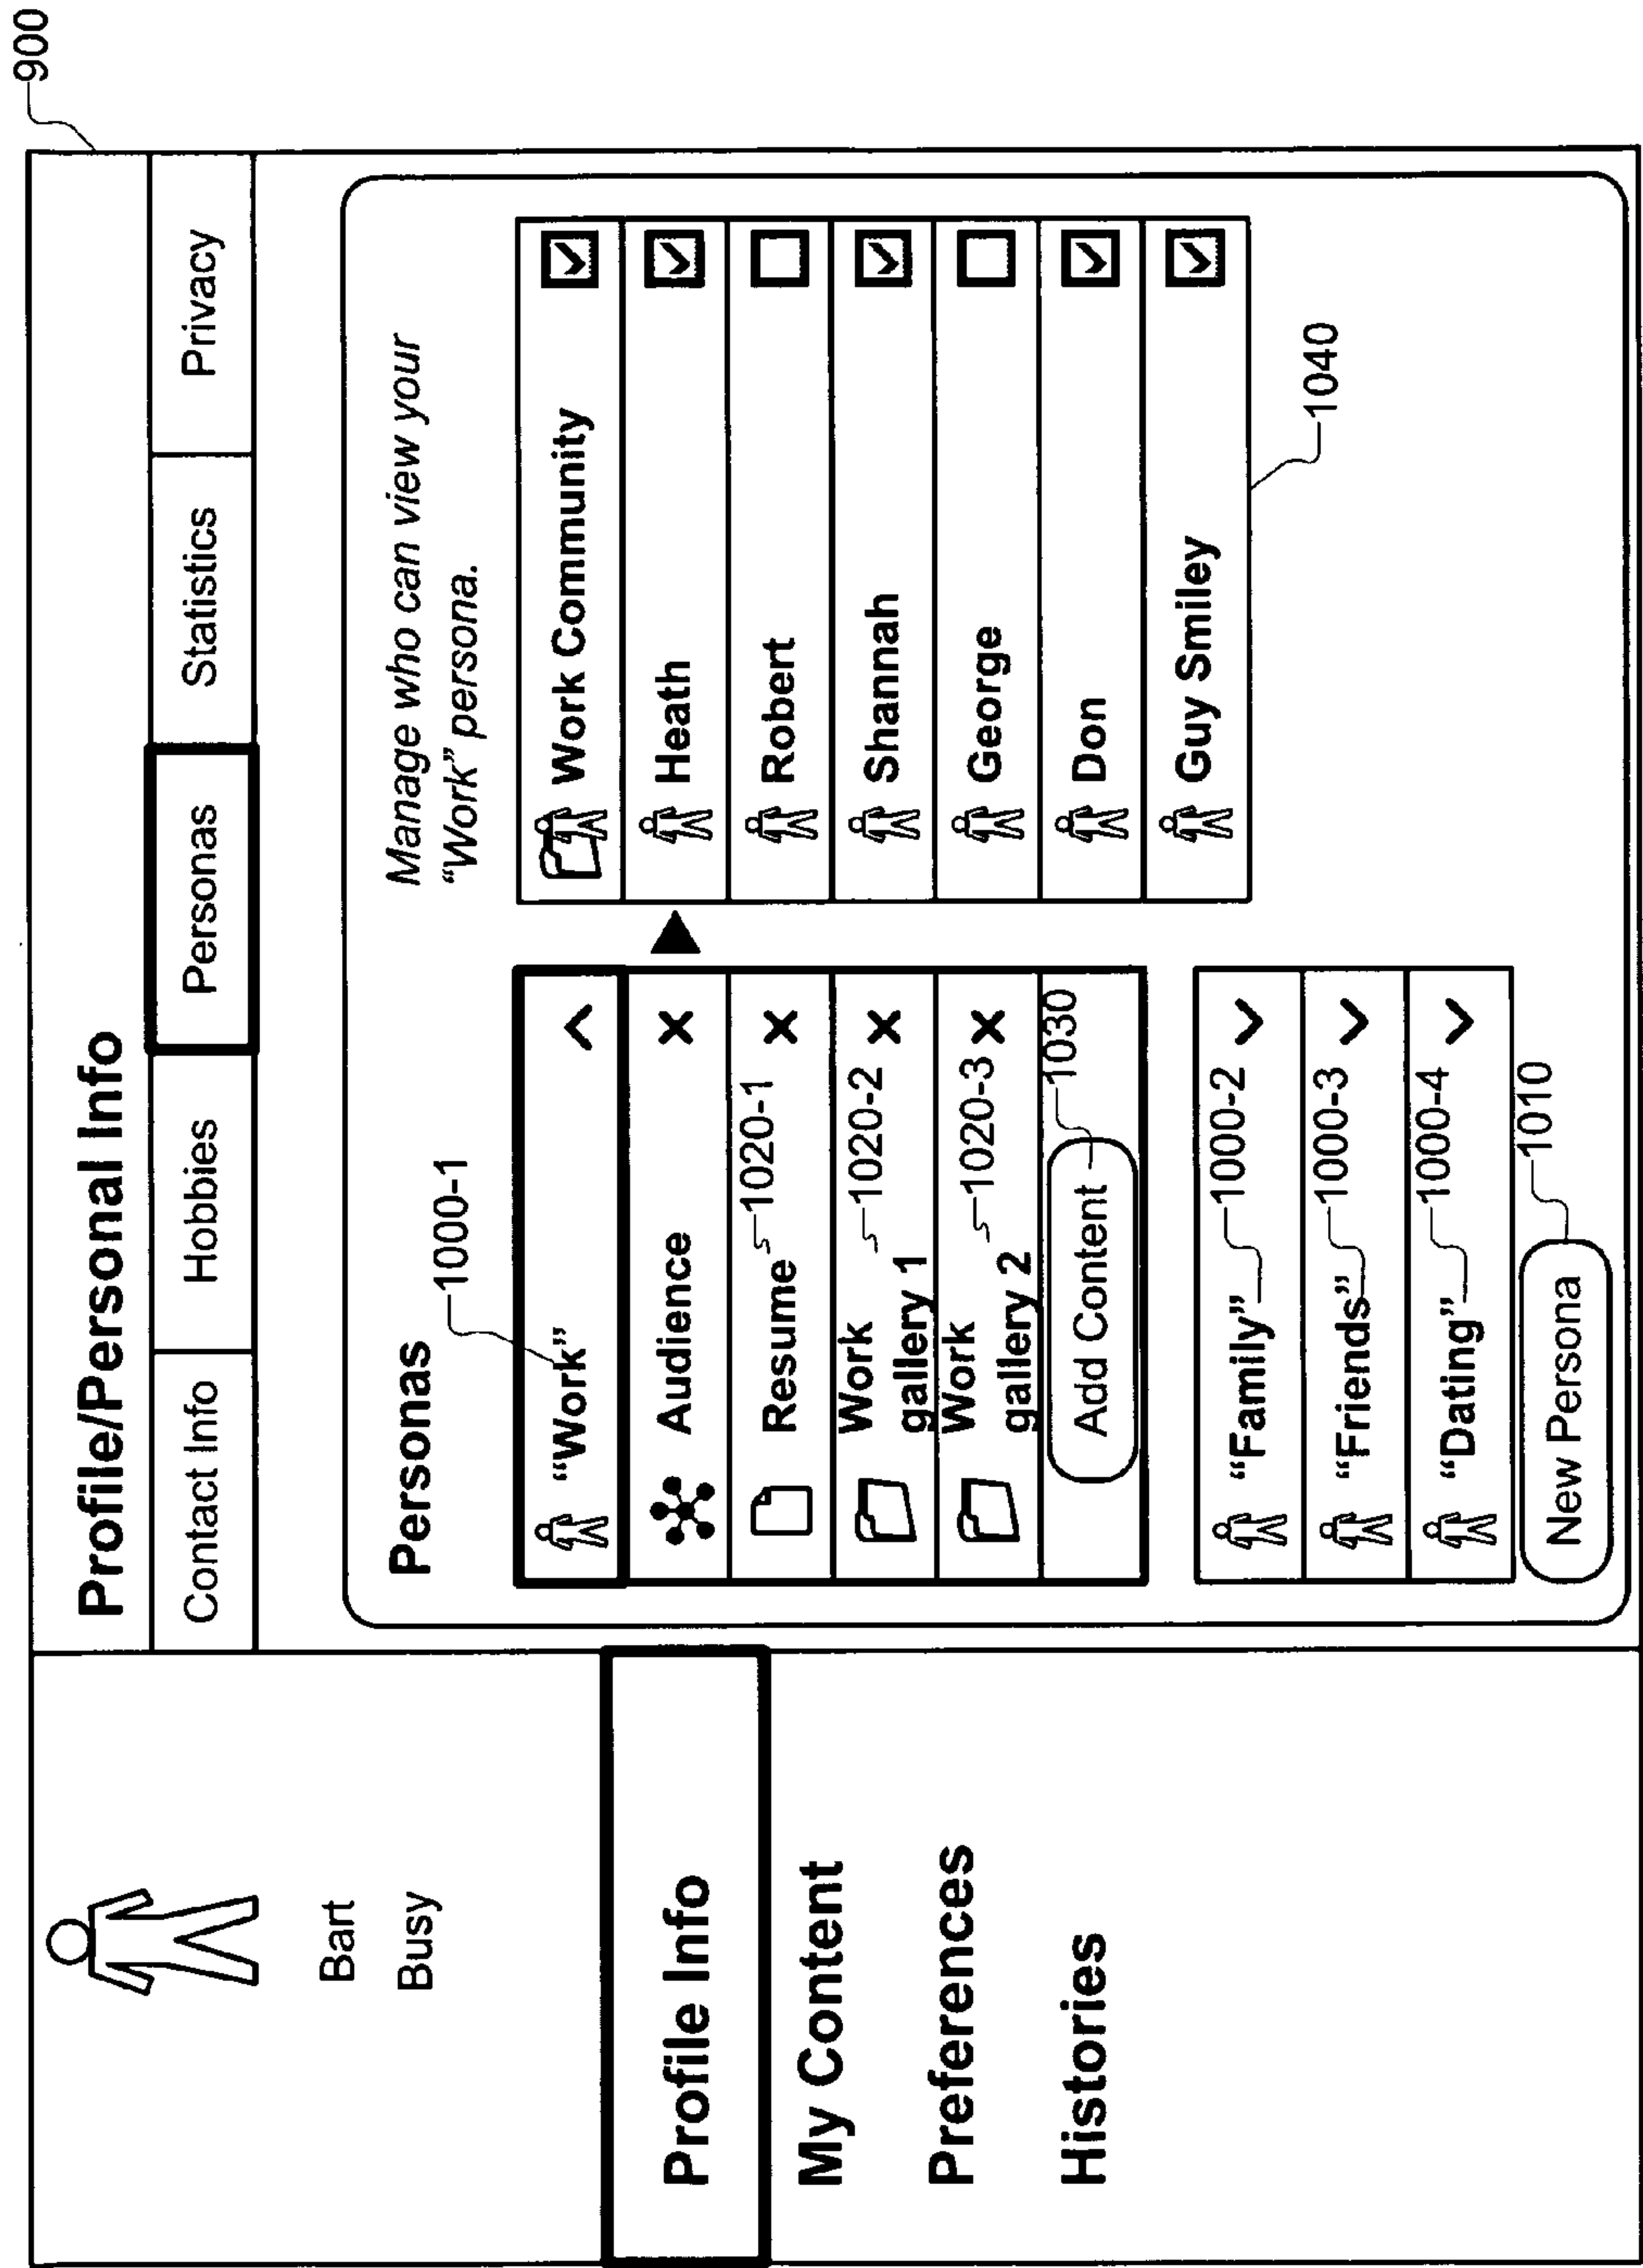 900
Bart
Busy
Profile Info
My Content
Preferences
Histories
Profile/Personal Info
Contact Info
Hobbies
Personas
Statistics
Privacy
Personas
1000-1
“Work”
Audience
Resume
1020-1
Work
gallery 1
1020-2
Work
gallery 2
1020-3
Add Content
1030
“Family”
1000-2
“Friends”
1000-3
“Dating”
1000-4
New Persona
1010
Manage who can view your
“Work” persona.
Work Community
Heath
Robert
Shannah
George
Don
Guy Smiley
1040